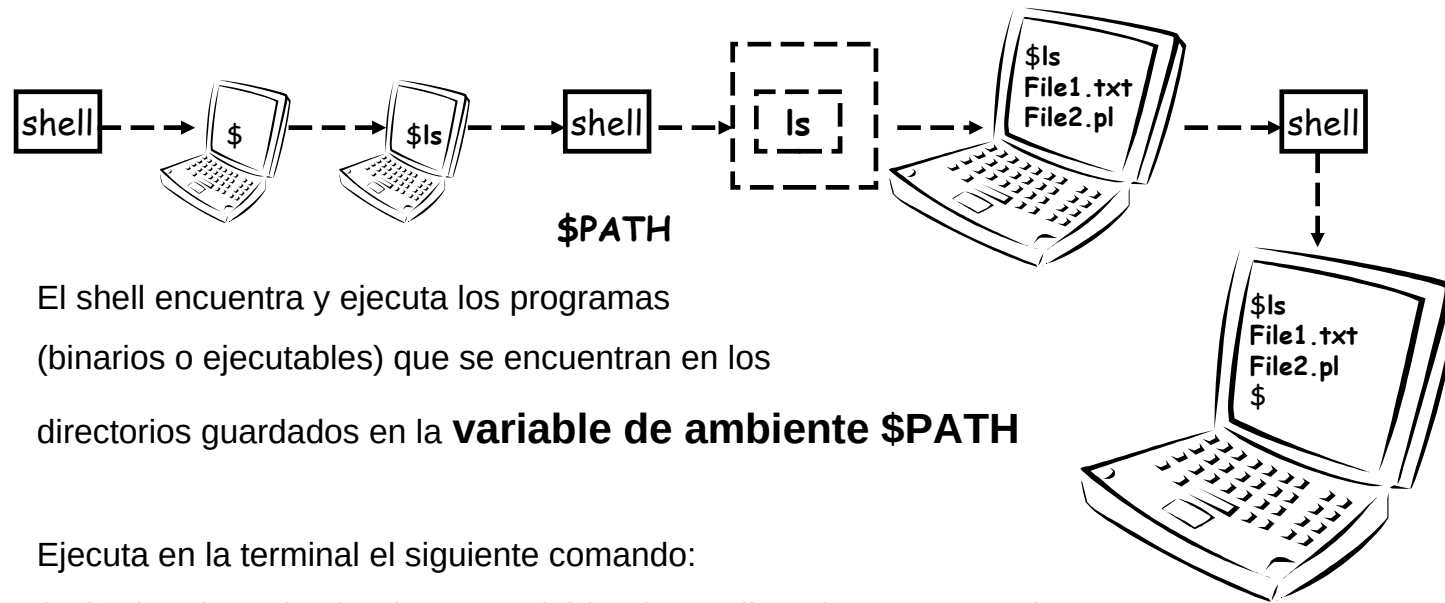 shell
$
$ls
shell
ls
$ls
File1.txt
File2.pl
shell
$PATH
$ls
File1.txt
File2.pl
$
El shell encuentra y ejecuta los programas
(binarios o ejecutables) que se encuentran en los
directorios guardados en la variable de ambiente $PATH
Ejecuta en la terminal el siguiente comando: